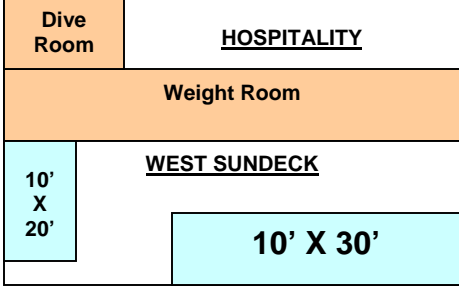 Dive
Room
HOSPITALITY
Weight Room
WEST SUNDECK
10’
X
20’
10’ X 30’